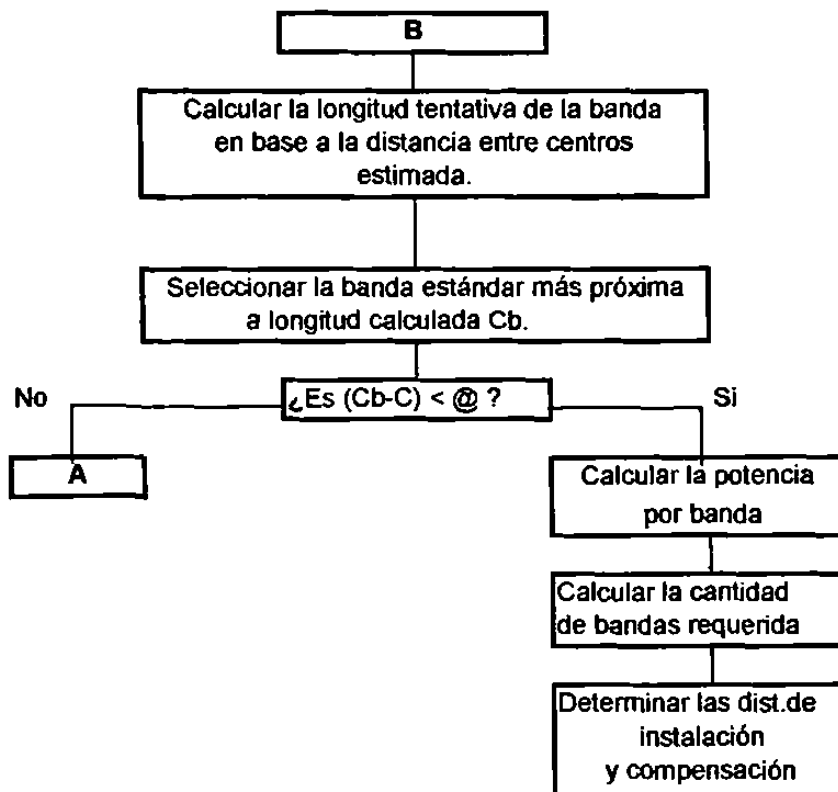 B
Calcular la longitud tentativa de la banda
en base a la distancia entre centros
estimada.
Seleccionar la banda estándar más próxima
a longitud calculada Cb.
¿Es (Cb-C) < @ ?
No
Si
A
Calcular la potencia
por banda
Calcular la cantidad
de bandas requerida
Determinar las dist.de
instalación
y compensación